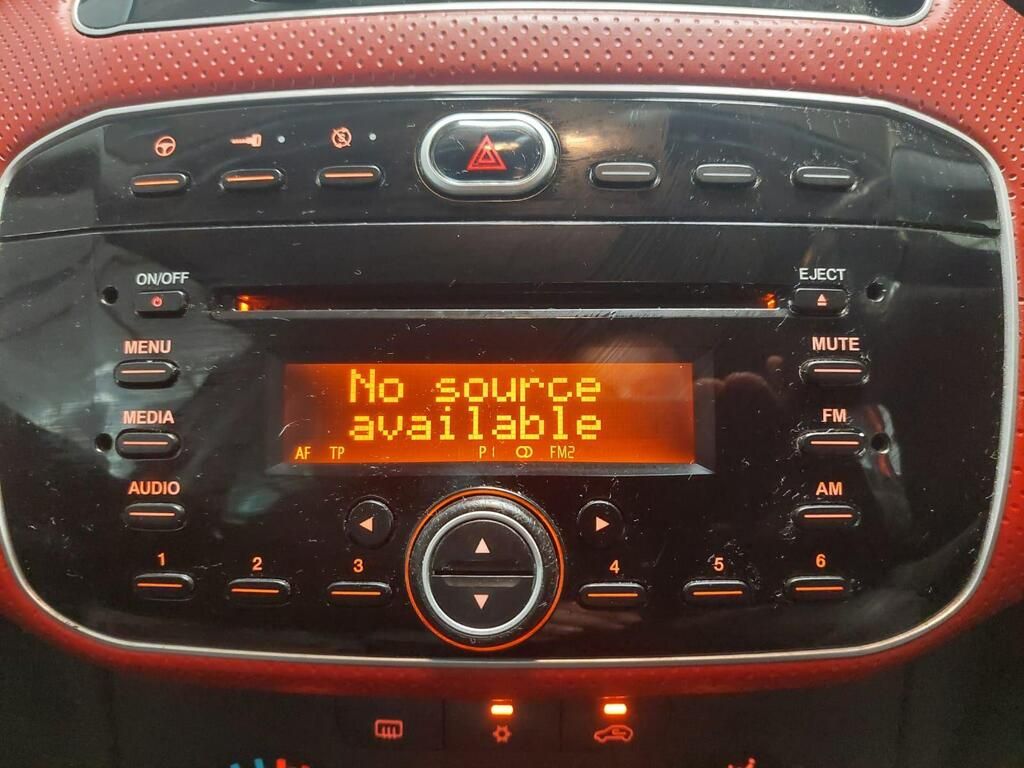 ON/OFF
EJECT
MENU
MUTE
No source
available
MEDIA
FM
AF TP P1 FM2
AUDIO
AM
1 2 3 4 5 6